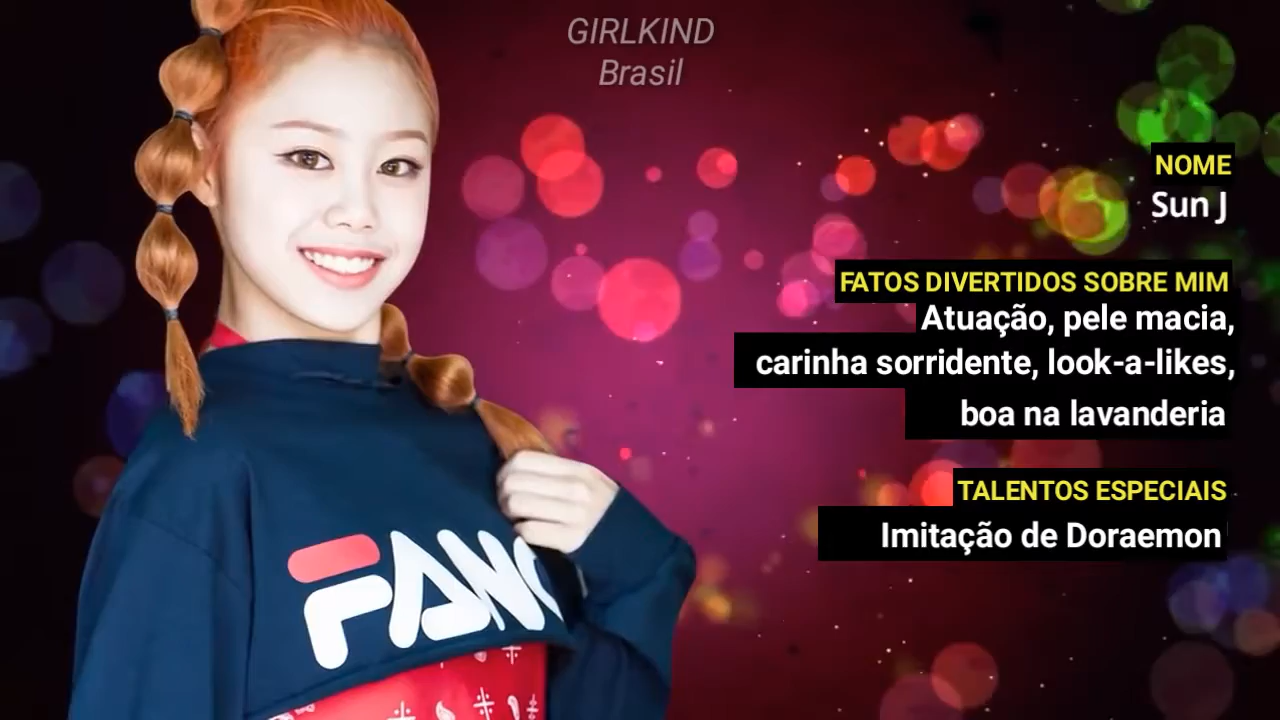 GIRLKIND
Brasil
NOME
Sun J
FATOS DIVERTIDOS SOBRE MIM
Atuação, pele macia,
carinha sorridente, look-a-likes,
boa na lavanderia
TALENTOS ESPECIAIS
Imitação de Doraemon